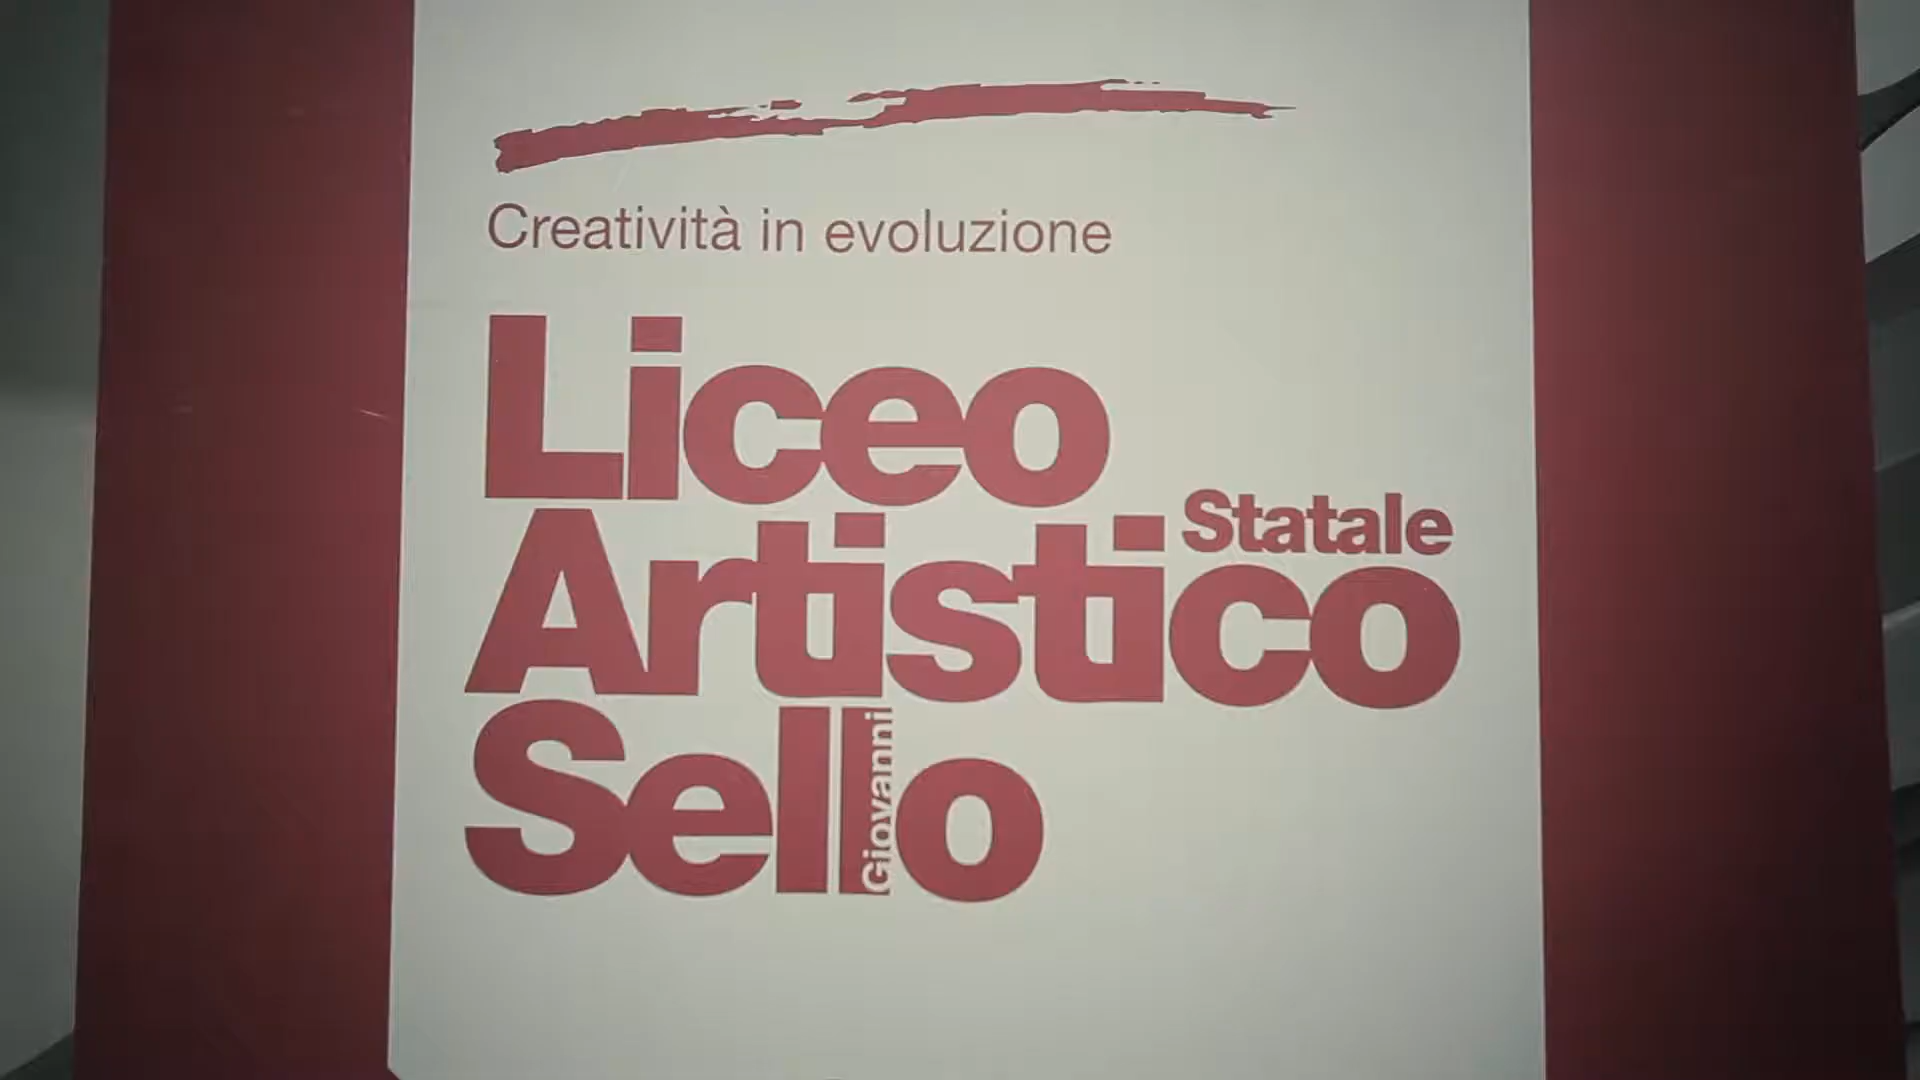 Creatività in evoluzione
Liceo
Statale
Artistico
Sello
Giovanni